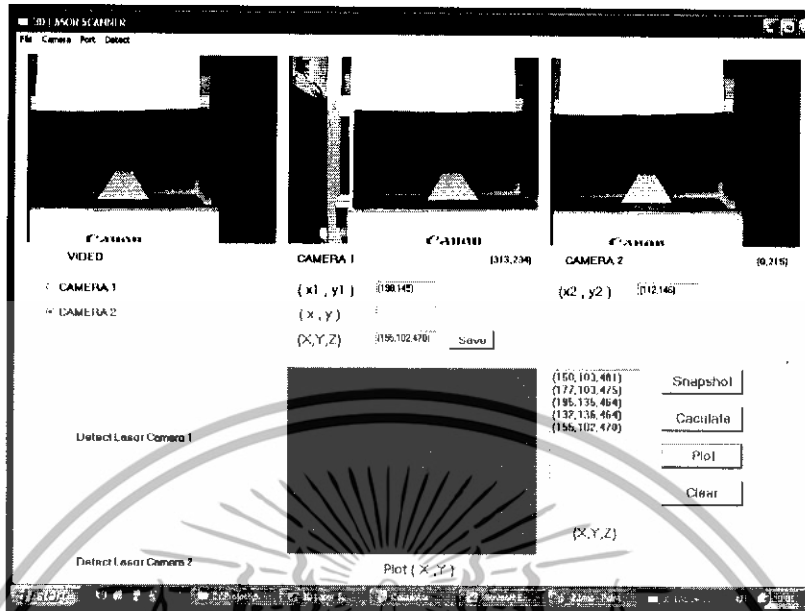 3D LASOR SCANNER
File Camera Port Detect
Canon Canon Canon
VIDEO CAMERA 1 (313,234) CAMERA 2 (0,215)
CAMERA 1 (x1 , y1) (198,145) (x2 , y2) (112,146)
CAMERA 2 (x , y)
(X,Y,Z) (155,102,470) Save
(150,103,481) Snapshot
(177,103,475)
(195,135,464)
(132,136,464) Caculate
(155,102,470)
Detect Lasor Camera 1
Plot
Clear
(X,Y,Z)
Detect Lasor Camera 2 Plot ( X , Y )
start